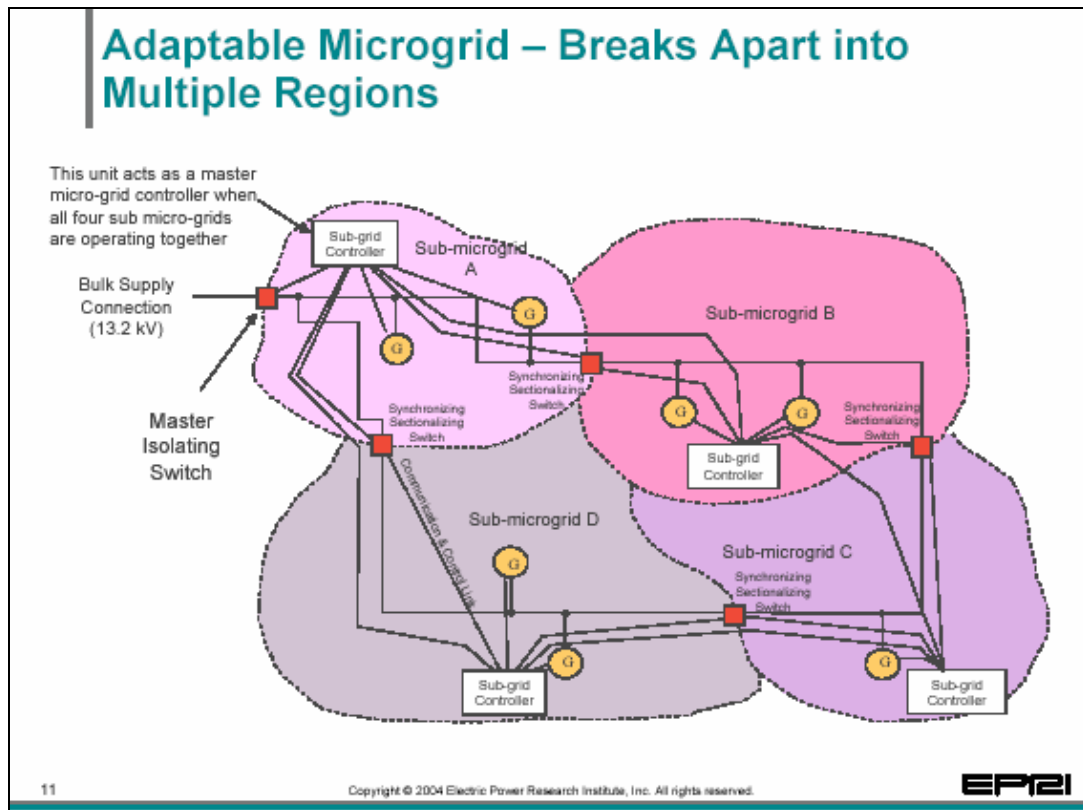 Adaptable Microgrid – Breaks Apart into
Multiple Regions
This unit acts as a master
micro-grid controller when
all four sub micro-grids
are operating together
Sub-grid
Controller
Sub-microgrid
A
Bulk Supply
Connection
(13.2 kV)
Sub-microgrid B
G
G
Synchronizing
Sectionalizing
Switch
Master
Isolating
Switch
Synchronizing
Sectionalizing
Switch
G
G
Synchronizing
Sectionalizing
Switch
Sub-grid
Controller
Communication & Control Link
Sub-microgrid D
Sub-microgrid C
G
Synchronizing
Sectionalizing
Switch
G
G
Sub-grid
Controller
Sub-grid
Controller
11
Copyright © 2004 Electric Power Research Institute, Inc. All rights reserved.
EPRI